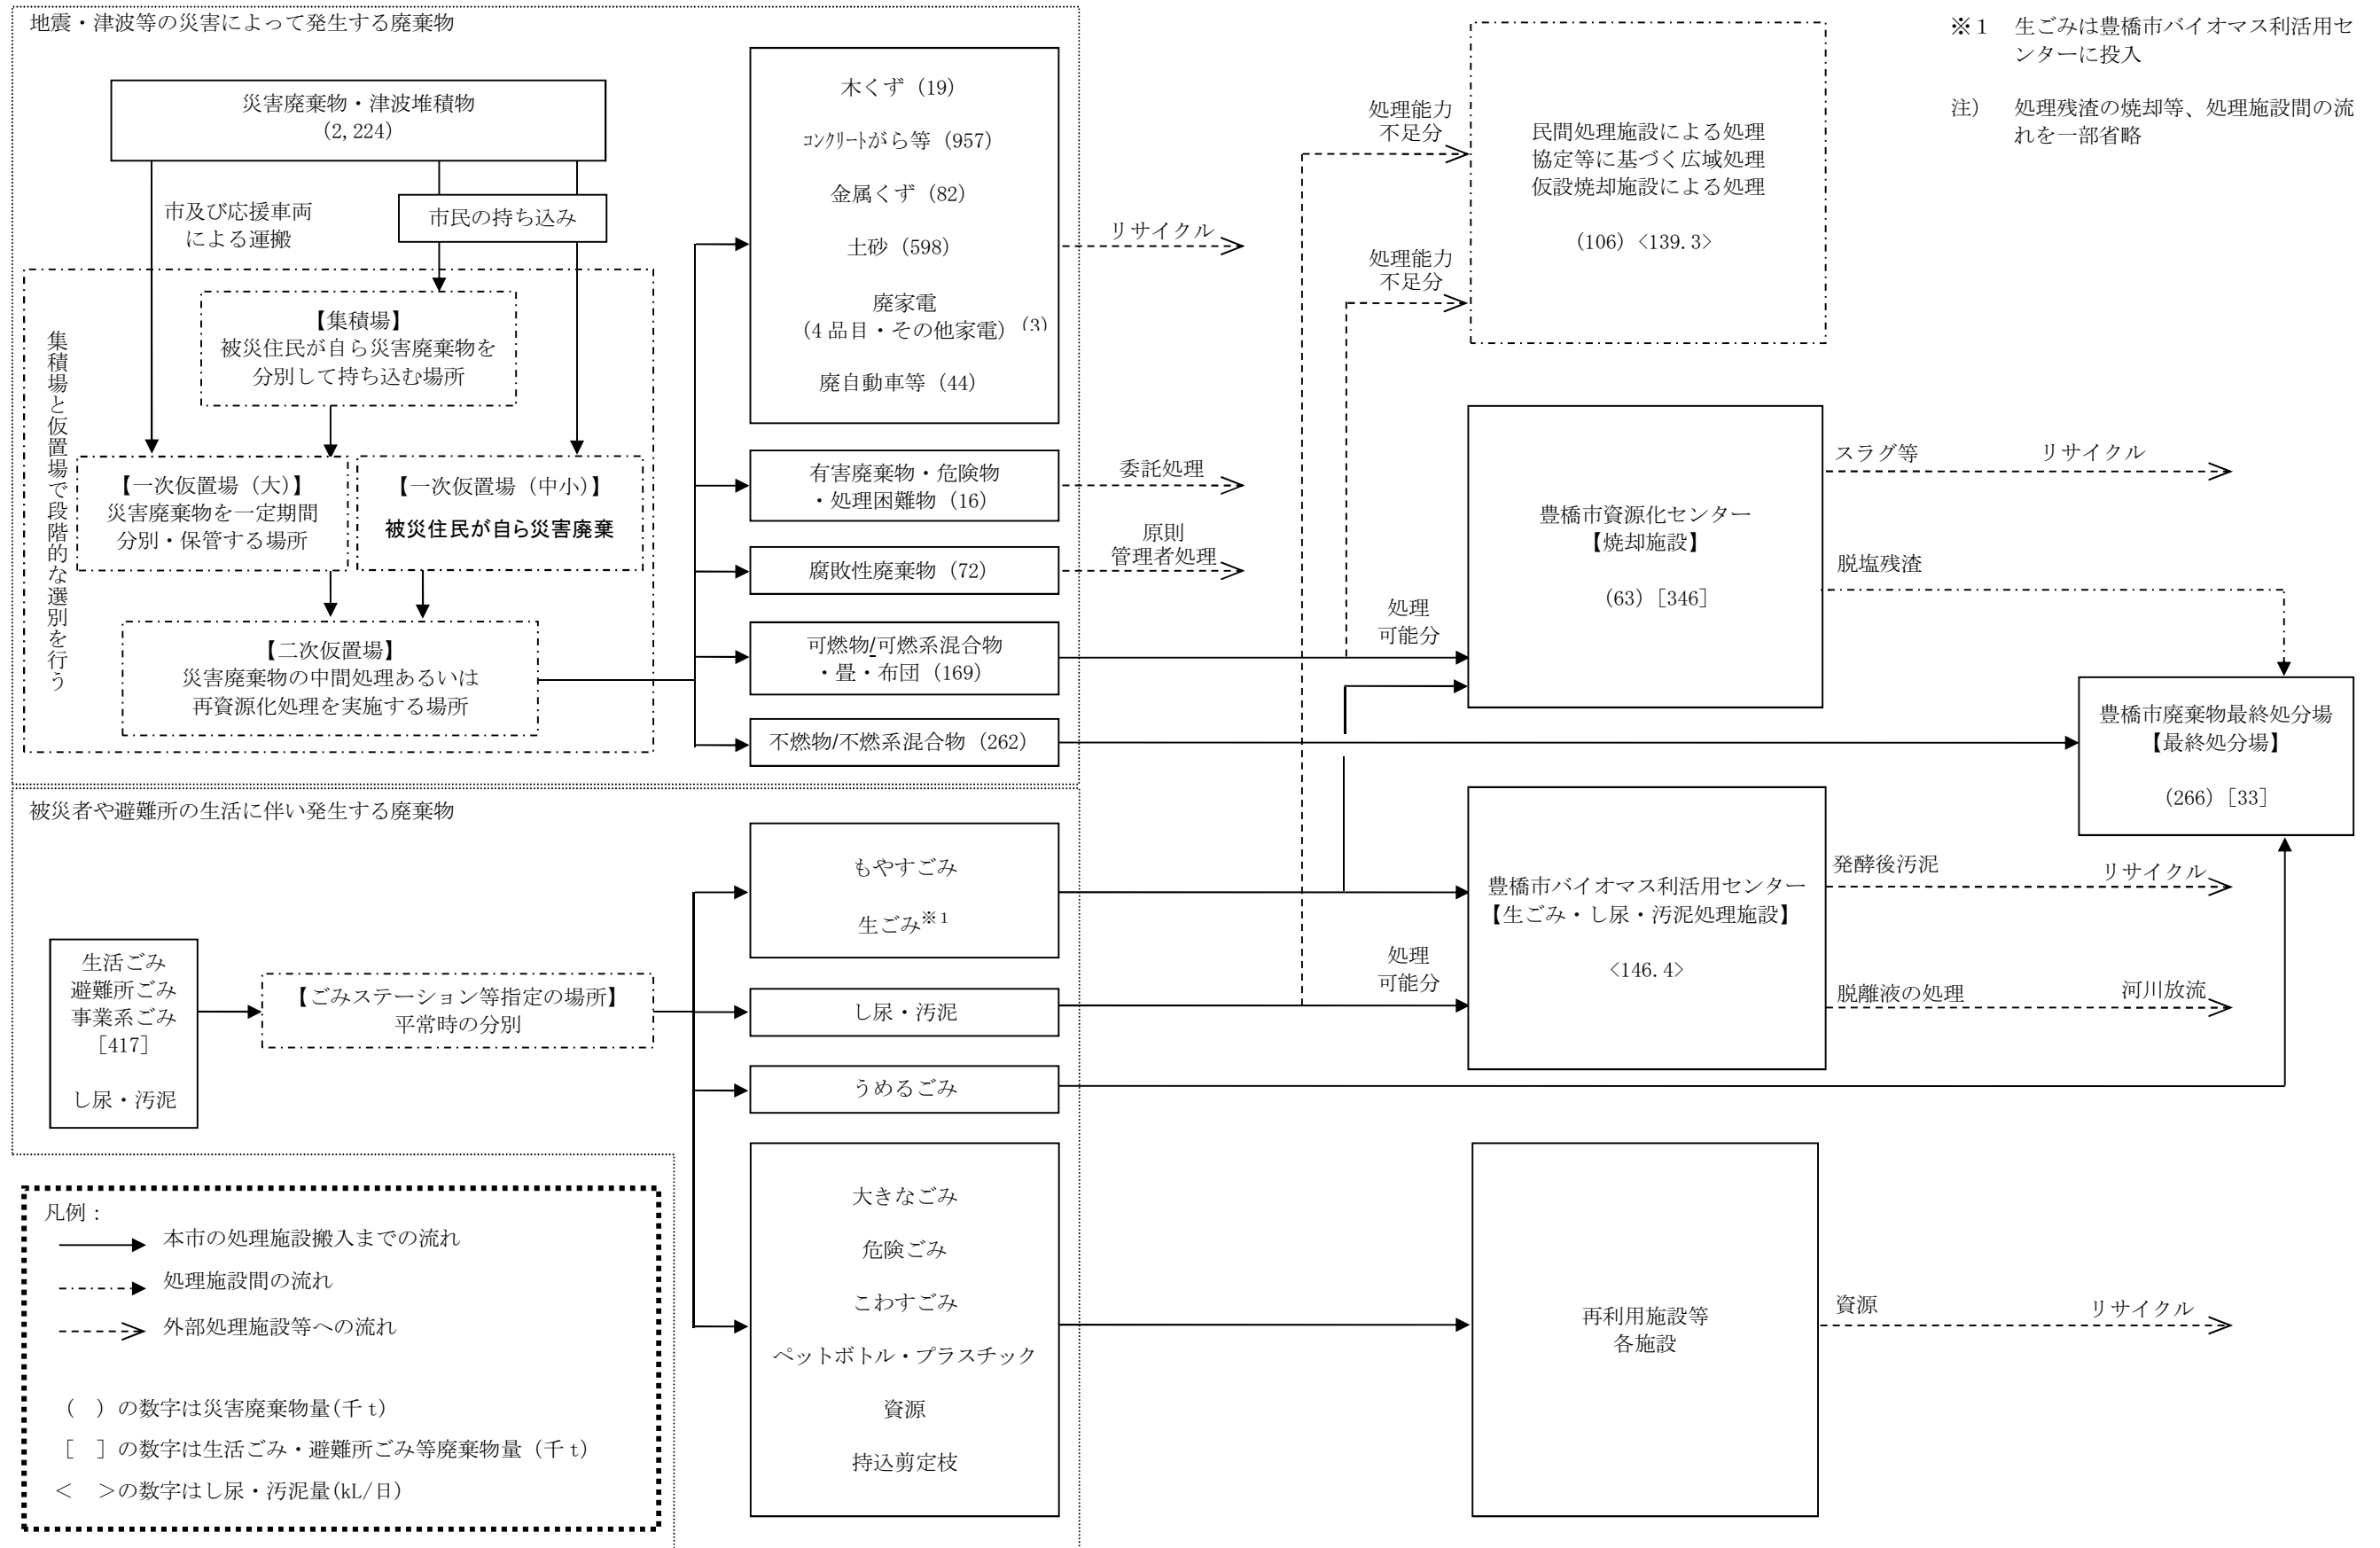 地震・津波等の災害によって発生する廃棄物
災害廃棄物・津波堆積物
（2,224）
市及び応援車両
による運搬
市民の持ち込み
集積場と仮置場で段階的な選別を行う
【集積場】
被災住民が自ら災害廃棄物を
分別して持ち込む場所
【一次仮置場（大）】
災害廃棄物を一定期間
分別・保管する場所
【一次仮置場（中小）】
被災住民が自ら災害廃棄
【二次仮置場】
災害廃棄物の中間処理あるいは
再資源化処理を実施する場所
木くず（19）
ｺﾝｸﾘｰﾄがら等（957）
金属くず（82）
土砂（598）
廃家電
（4品目・その他家電）（3）
廃自動車等（44）
リサイクル
有害廃棄物・危険物
・処理困難物（16）
委託処理
腐敗性廃棄物（72）
原則
管理者処理
可燃物/可燃系混合物
・畳・布団（169）
不燃物/不燃系混合物（262）
処理能力
不足分
処理能力
不足分
民間処理施設による処理
協定等に基づく広域処理
仮設焼却施設による処理
（106）<139.3>
※１　生ごみは豊橋市バイオマス利活用セ
ンターに投入
注）　処理残渣の焼却等、処理施設間の流
れを一部省略
処理
可能分
豊橋市資源化センター
【焼却施設】
（63）［346］
スラグ等
リサイクル
脱塩残渣
豊橋市廃棄物最終処分場
【最終処分場】
（266）［33］
被災者や避難所の生活に伴い発生する廃棄物
生活ごみ
避難所ごみ
事業系ごみ
［417］
し尿・汚泥
【ごみステーション等指定の場所】
平常時の分別
もやすごみ
生ごみ※１
し尿・汚泥
うめるごみ
大きなごみ
危険ごみ
こわすごみ
ペットボトル・プラスチック
資源
持込剪定枝
処理
可能分
豊橋市バイオマス利活用センター
【生ごみ・し尿・汚泥処理施設】
<146.4>
発酵後汚泥
リサイクル
脱離液の処理
河川放流
再利用施設等
各施設
資源
リサイクル
凡例：
本市の処理施設搬入までの流れ
処理施設間の流れ
外部処理施設等への流れ
（　）の数字は災害廃棄物量(千ｔ)
［　］の数字は生活ごみ・避難所ごみ等廃棄物量（千ｔ）
＜　＞の数字はし尿・汚泥量(kL/日)